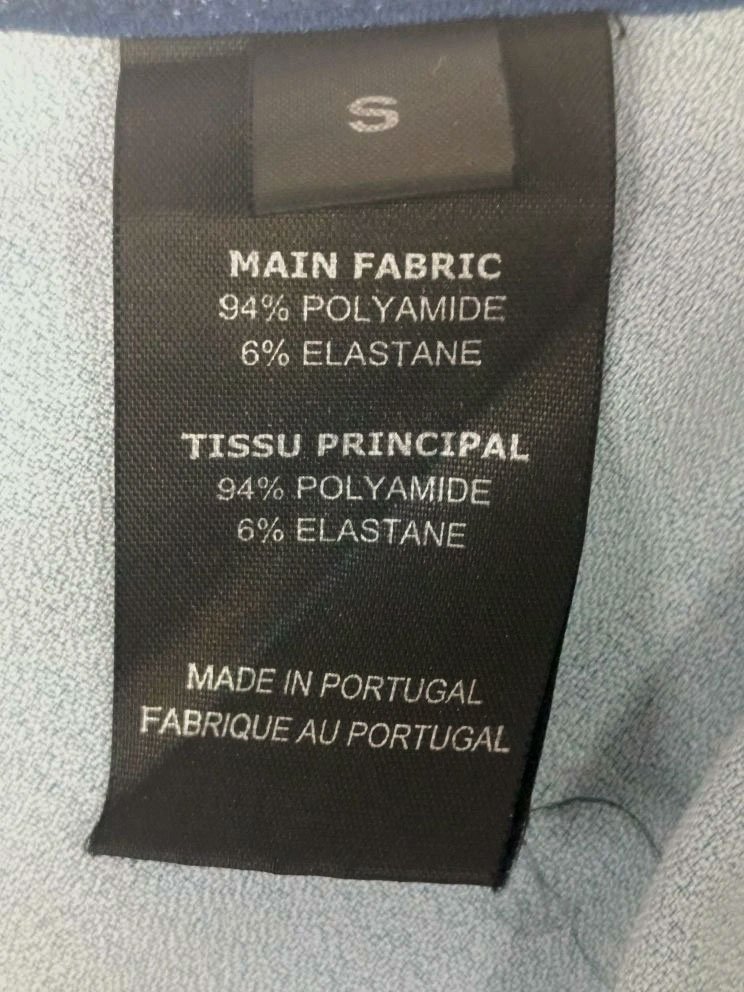 S
MAIN FABRIC
94% POLYAMIDE
6% ELASTANE
TISSU PRINCIPAL
94% POLYAMIDE
6% ELASTANE
MADE IN PORTUGAL
FABRIQUE AU PORTUGAL